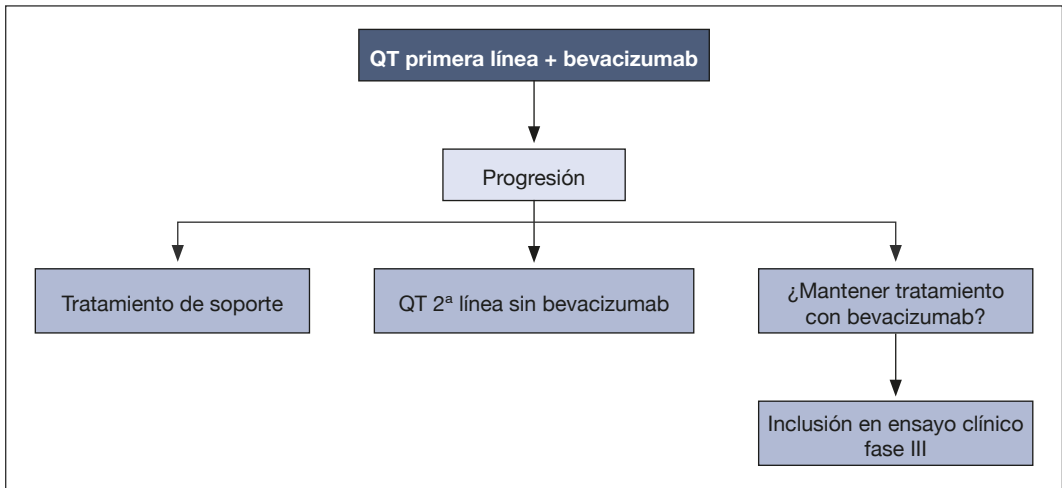 QT primera línea + bevacizumab
Progresión
Tratamiento de soporte
QT 2ª línea sin bevacizumab
¿Mantener tratamiento
con bevacizumab?
Inclusión en ensayo clínico
fase III